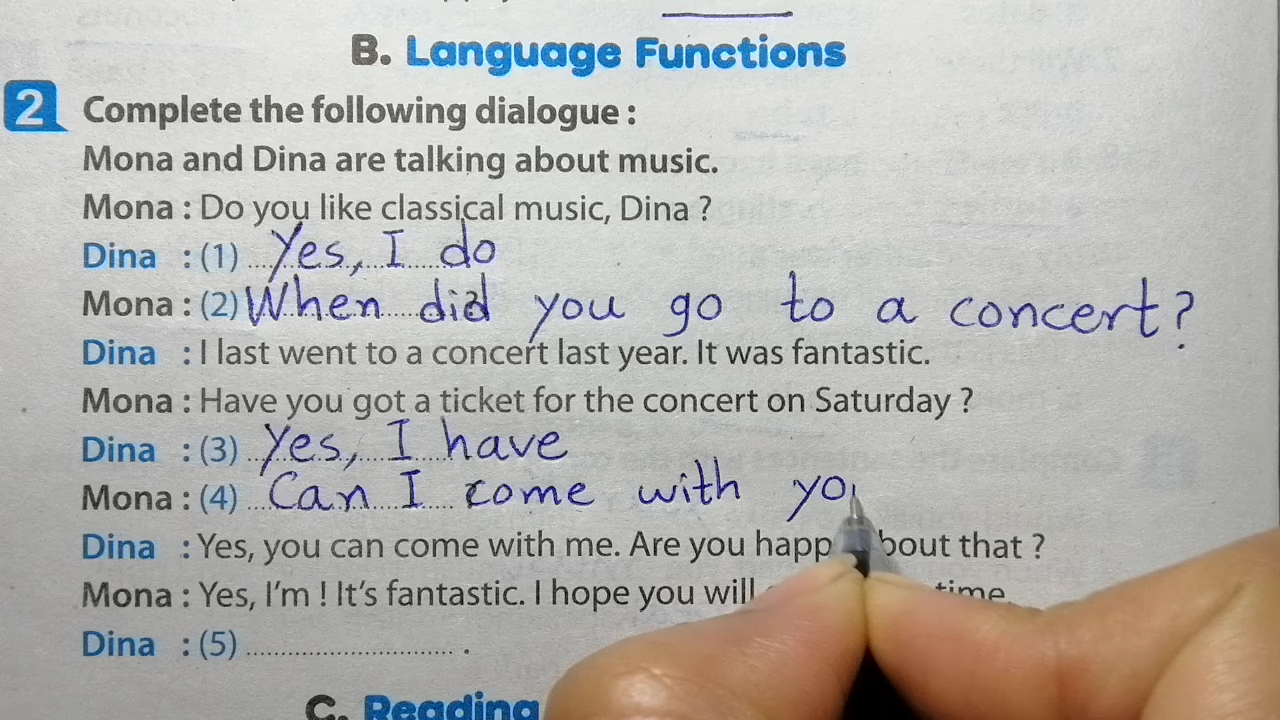 B. Language Functions
2 Complete the following dialogue :
Mona and Dina are talking about music.
Mona : Do you like classical music, Dina ?
Dina : (1) Yes, I do
Mona : (2) When did you go to a concert?
Dina : I last went to a concert last year. It was fantastic.
Mona : Have you got a ticket for the concert on Saturday ?
Dina : (3) Yes, I have
Mona : (4) Can I come with
Dina : Yes, you can come with me. Are you that ?
Mona : Yes, I'm ! It's fantastic. I hope you will time.
Dina : (5) .................................... .
C. Reading